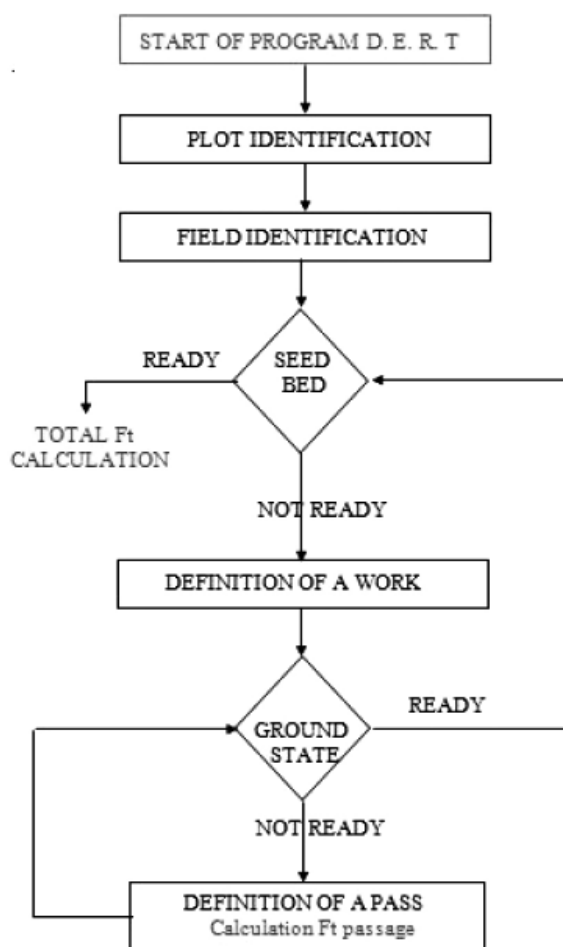 START OF PROGRAM D. E. R. T
PLOT IDENTIFICATION
FIELD IDENTIFICATION
READY
SEED
BED
TOTAL Ft
CALCULATION
NOT READY
DEFINITION OF A WORK
READY
GROUND
STATE
NOT READY
DEFINITION OF A PASS
Calculation Ft passage